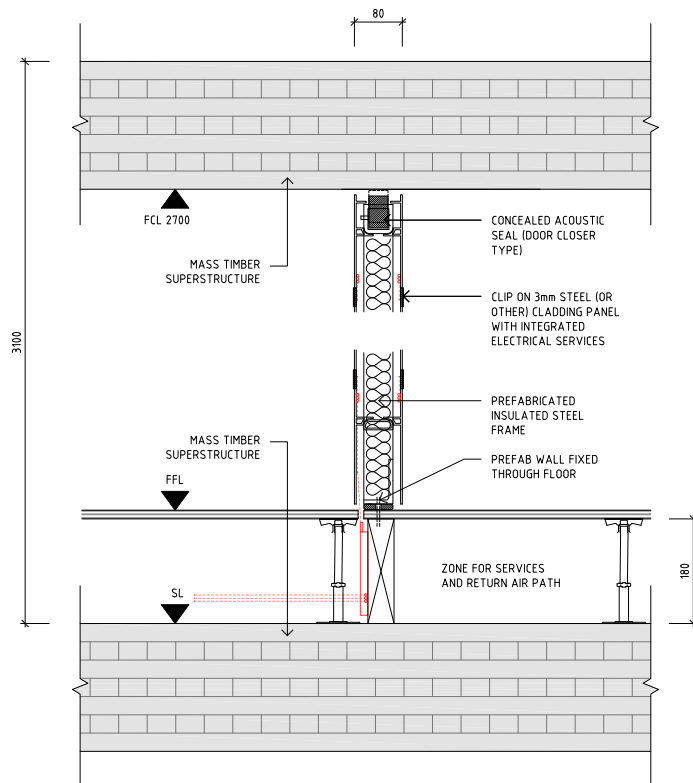 80
FCL 2700
MASS TIMBER
SUPERSTRUCTURE
CONCEALED ACOUSTIC
SEAL (DOOR CLOSER
TYPE)
CLIP ON 3mm STEEL (OR
OTHER) CLADDING PANEL
WITH INTEGRATED
ELECTRICAL SERVICES
3100
PREFABRICATED
INSULATED STEEL
FRAME
MASS TIMBER
SUPERSTRUCTURE
PREFAB WALL FIXED
THROUGH FLOOR
FFL
ZONE FOR SERVICES
AND RETURN AIR PATH
180
SL